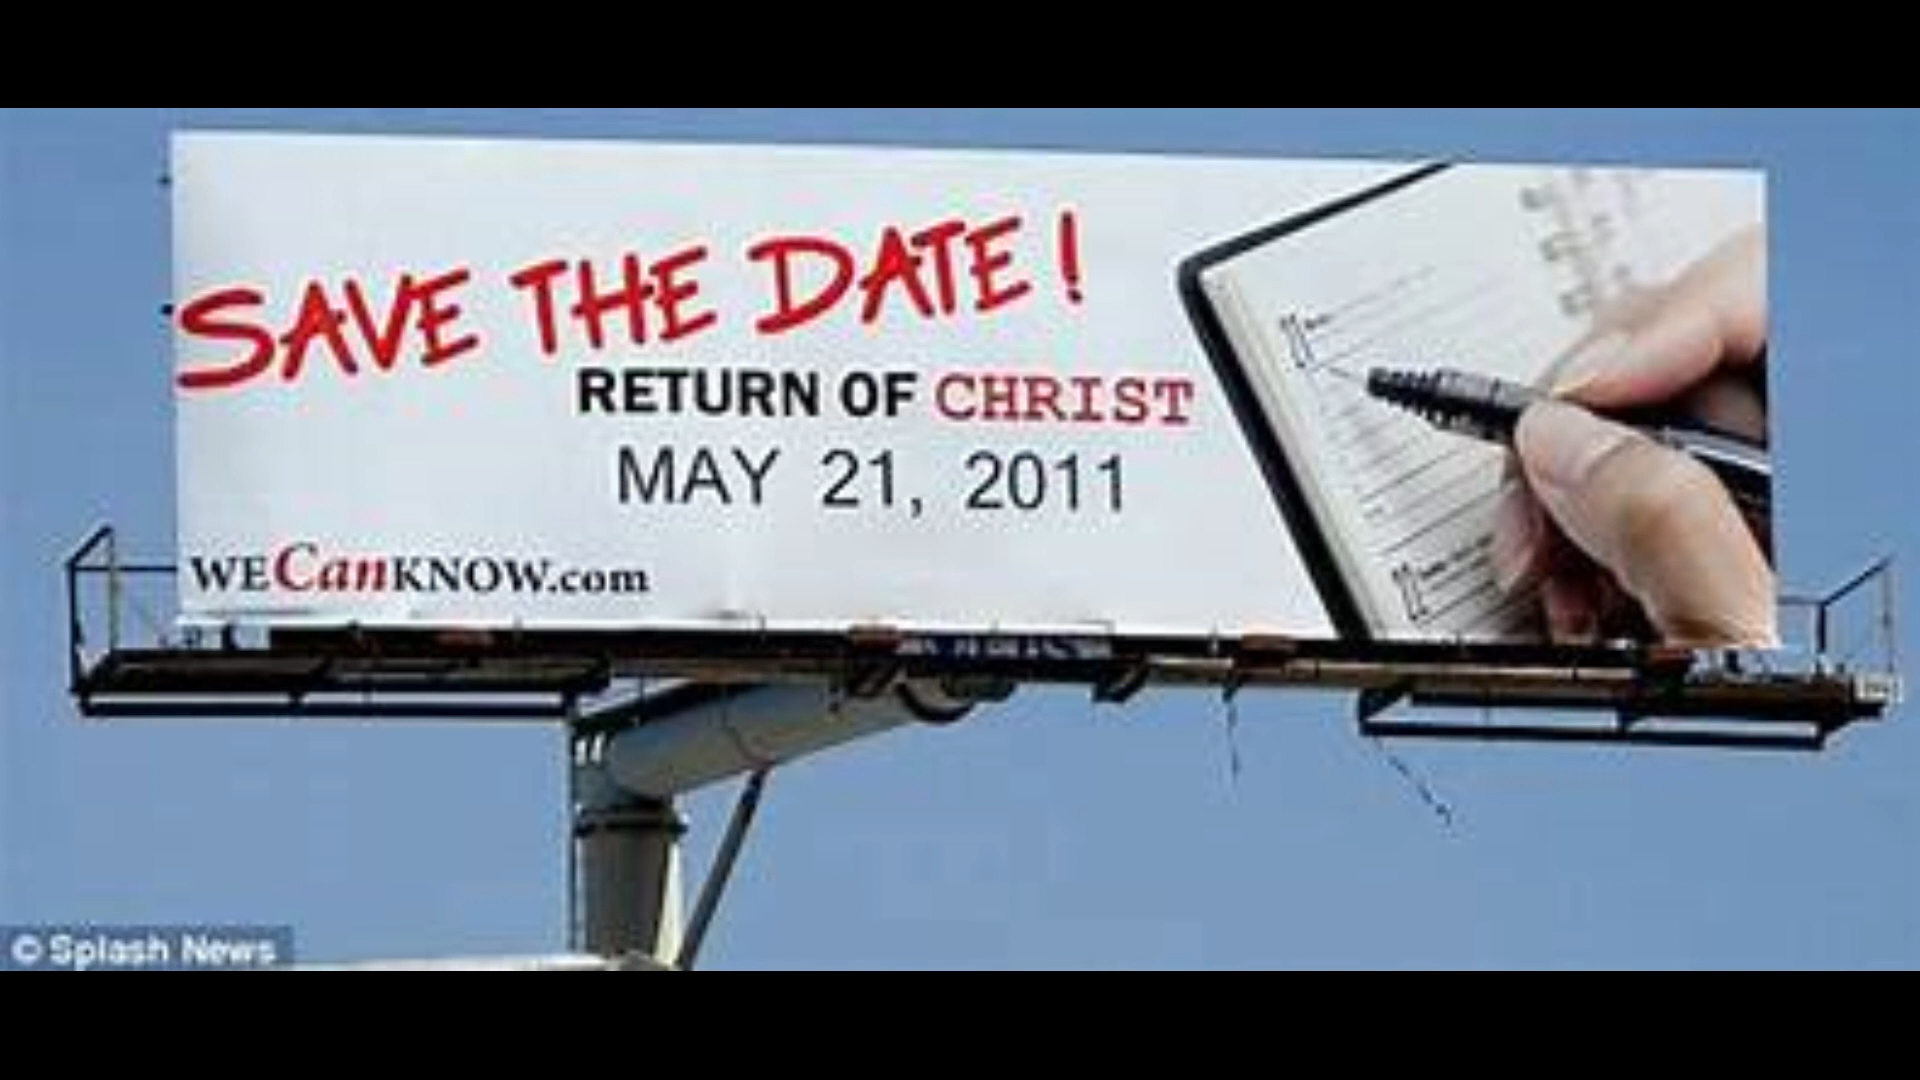 SAVE THE DATE!
RETURN OF CHRIST
MAY 21, 2011
WECanKNOW.com
© Splash News